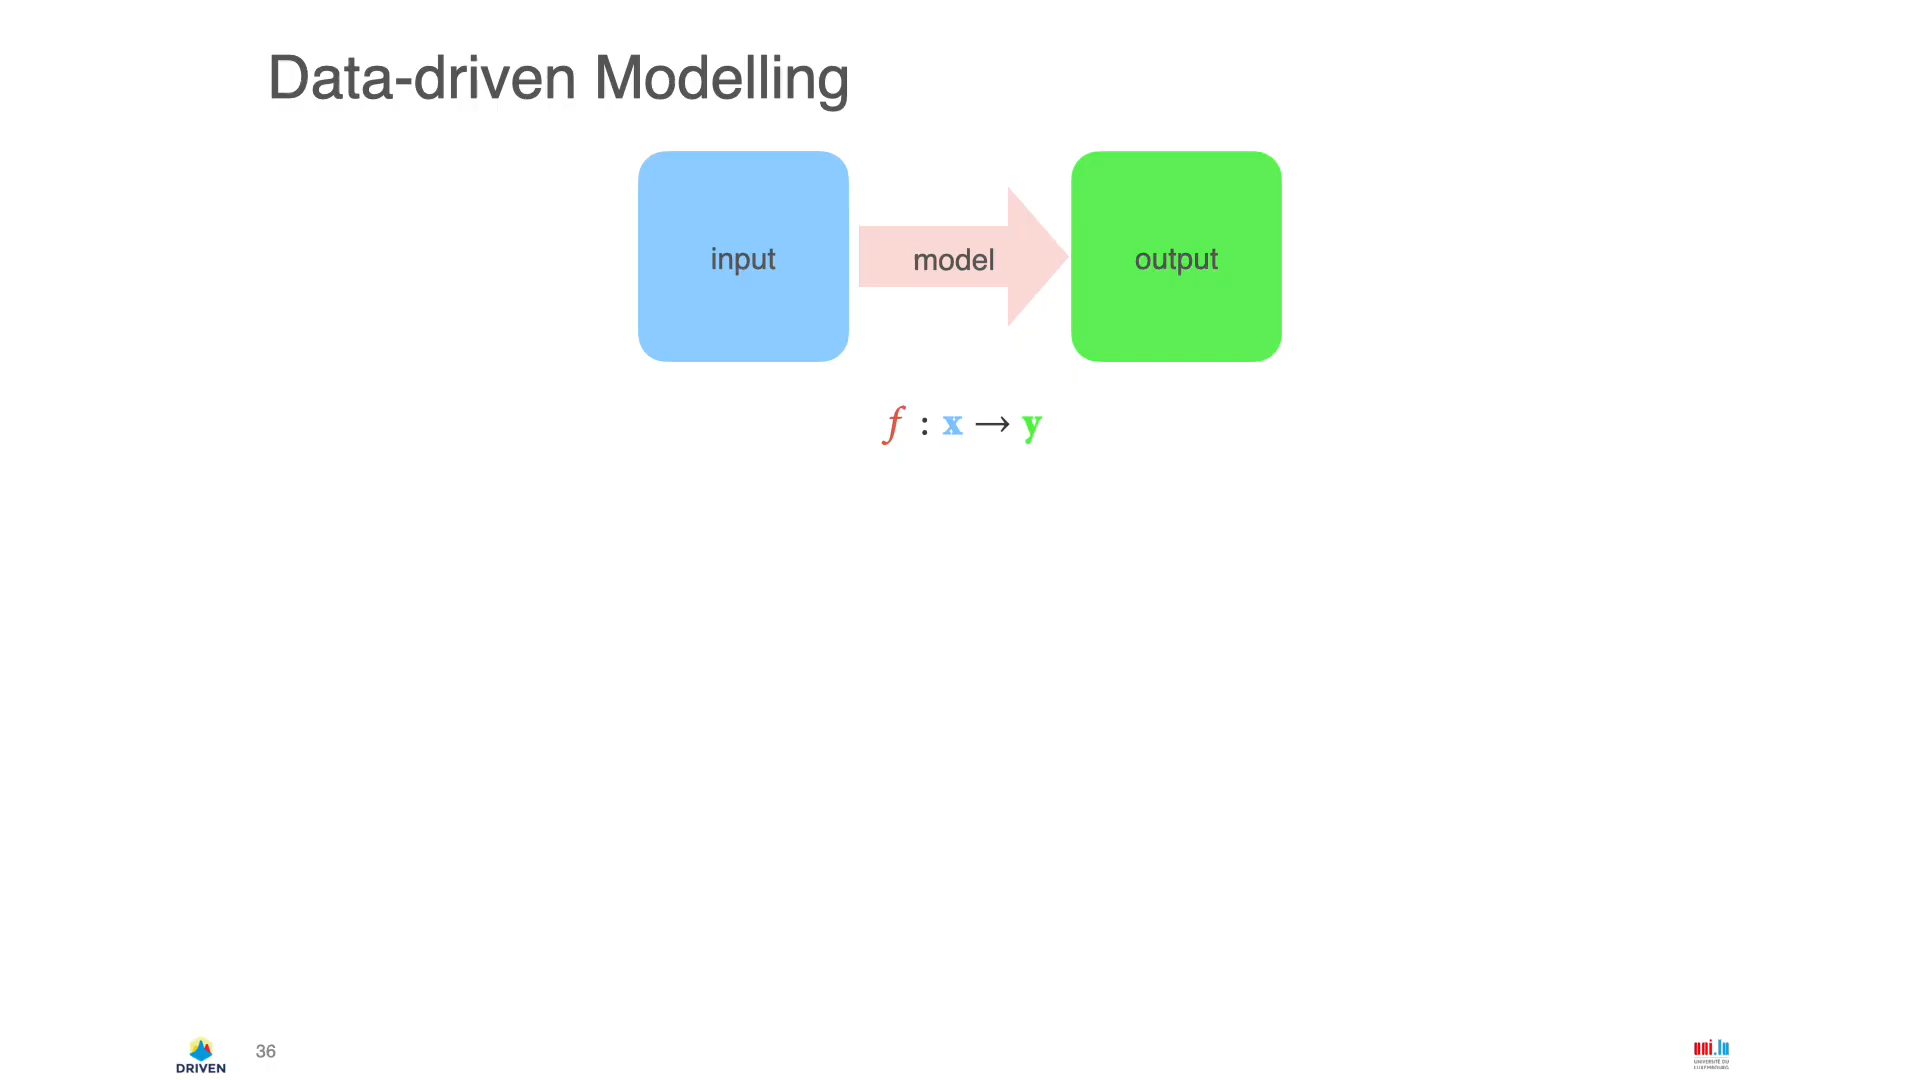 Data-driven Modelling
input
model
output
f : x → y
DRIVEN
36
uni.lu
UNIVERSITÉ DU
LUXEMBOURG